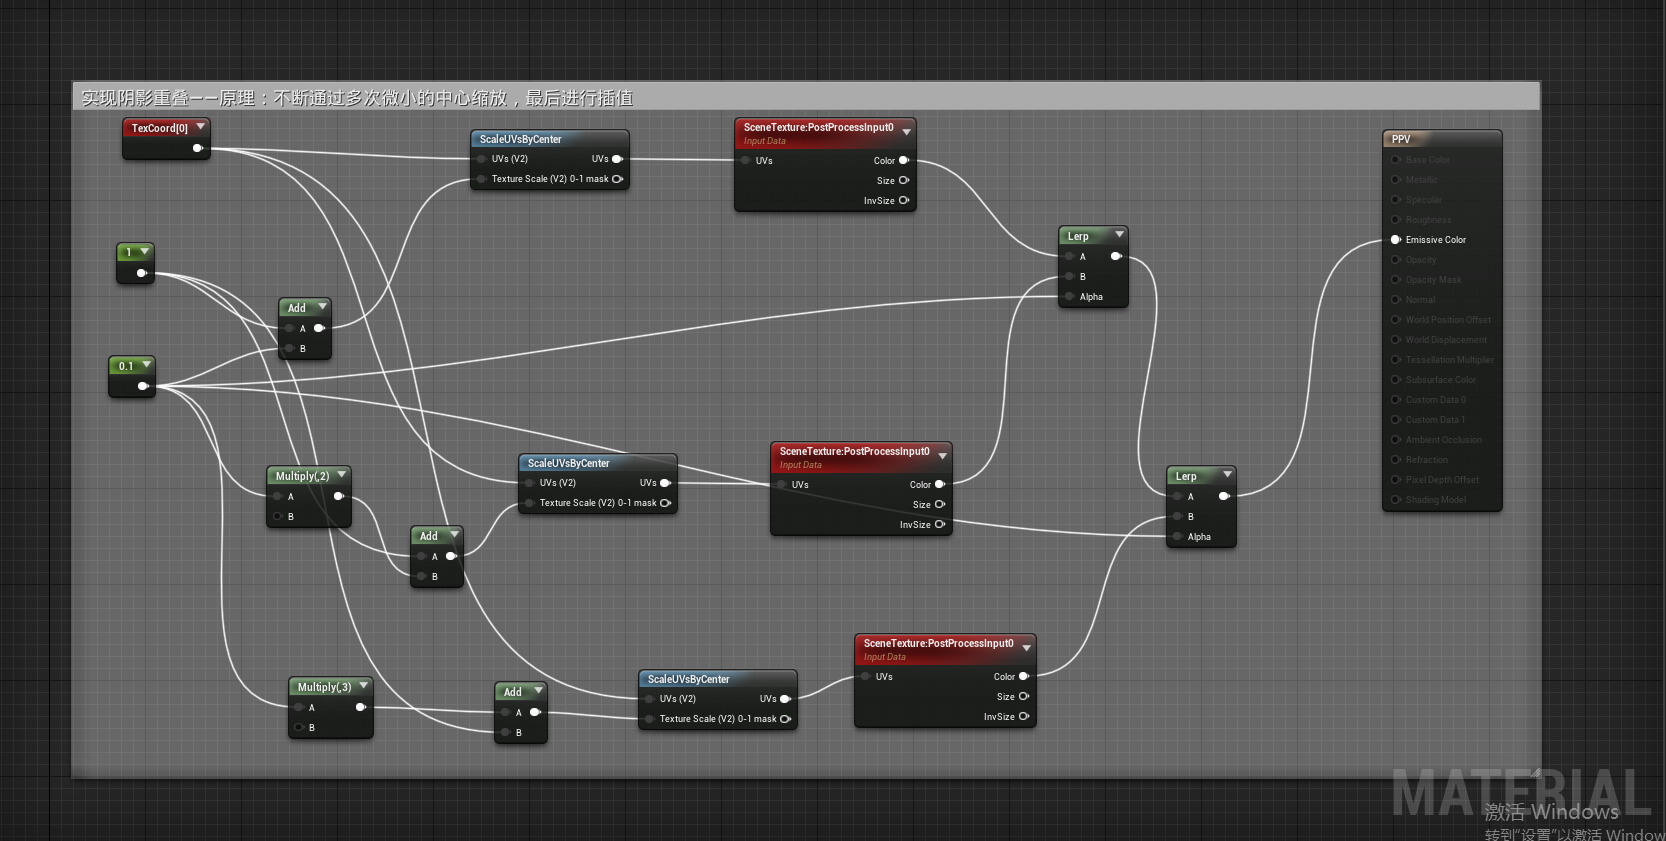 实现阴影重叠——原理：不断通过多次微小的中心缩放，最后进行插值
TexCoord[0]
ScaleUVsByCenter
UVs (V2) UVs
Texture Scale (V2) 0-1 mask
SceneTexture:PostProcessInput0
Input Data
UVs Color
Size
InvSize
PPV
Base Color
Metallic
Specular
Roughness
Emissive Color
Opacity
Opacity Mask
Normal
World Position Offset
World Displacement
Tessellation Multiplier
Subsurface Color
Custom Data 0
Custom Data 1
Ambient Occlusion
Refraction
Pixel Depth Offset
Shading Model
1
Lerp
A
B
Alpha
Add
A
B
0.1
Multiply(,2)
A
B
Add
A
B
ScaleUVsByCenter
UVs (V2) UVs
Texture Scale (V2) 0-1 mask
SceneTexture:PostProcessInput0
Input Data
UVs Color
Size
InvSize
Lerp
A
B
Alpha
Multiply(,3)
A
B
Add
A
B
ScaleUVsByCenter
UVs (V2) UVs
Texture Scale (V2) 0-1 mask
SceneTexture:PostProcessInput0
Input Data
UVs Color
Size
InvSize
MATERIAL
激活 Windows
转到"设置"以激活 Window